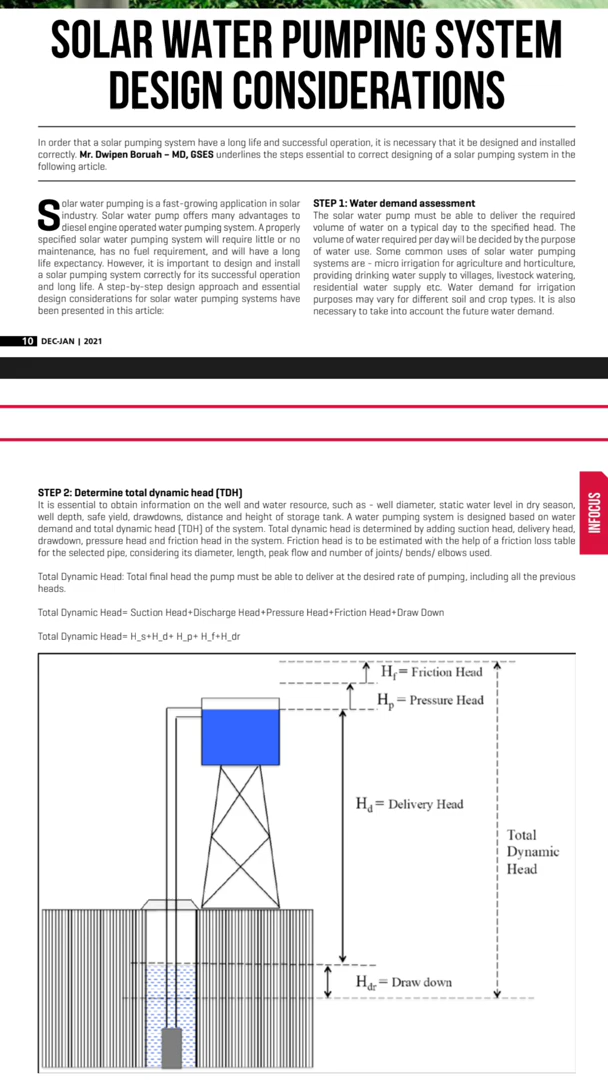 SOLAR WATER PUMPING SYSTEM
DESIGN CONSIDERATIONS
In order that a solar pumping system have a long life and successful operation, it is necessary that it be designed and installed
correctly. Mr. Dwipen Boruah – MD, GSES underlines the steps essential to correct designing of a solar pumping system in the
following article.
Solar water pumping is a fast-growing application in solar
industry. Solar water pump offers many advantages to
diesel engine operated water pumping system. A properly
specified solar water pumping system will require little or no
maintenance, has no fuel requirement, and will have a long
life expectancy. However, it is important to design and install
a solar pumping system correctly for its successful operation
and long life. A step-by-step design approach and essential
design considerations for solar water pumping systems have
been presented in this article:
STEP 1: Water demand assessment
The solar water pump must be able to deliver the required
volume of water on a typical day to the specified head. The
volume of water required per day will be decided by the purpose
of water use. Some common uses of solar water pumping
systems are - micro irrigation for agriculture and horticulture,
providing drinking water supply to villages, livestock watering,
residential water supply etc. Water demand for irrigation
purposes may vary for different soil and crop types. It is also
necessary to take into account the future water demand.
10 DEC-JAN | 2021
INFOCUS
STEP 2: Determine total dynamic head (TDH)
It is essential to obtain information on the well and water resource, such as - well diameter, static water level in dry season,
well depth, safe yield, drawdowns, distance and height of storage tank. A water pumping system is designed based on water
demand and total dynamic head (TDH) of the system. Total dynamic head is determined by adding suction head, delivery head,
drawdown, pressure head and friction head in the system. Friction head is to be estimated with the help of a friction loss table
for the selected pipe, considering its diameter, length, peak flow and number of joints/ bends/ elbows used.
Total Dynamic Head: Total final head the pump must be able to deliver at the desired rate of pumping, including all the previous
heads.
Total Dynamic Head= Suction Head+Discharge Head+Pressure Head+Friction Head+Draw Down
Total Dynamic Head= H_s+H_d+ H_p+ H_f+H_dr
Hf = Friction Head
Hp = Pressure Head
Hd = Delivery Head
Total
Dynamic
Head
Hdr = Draw down